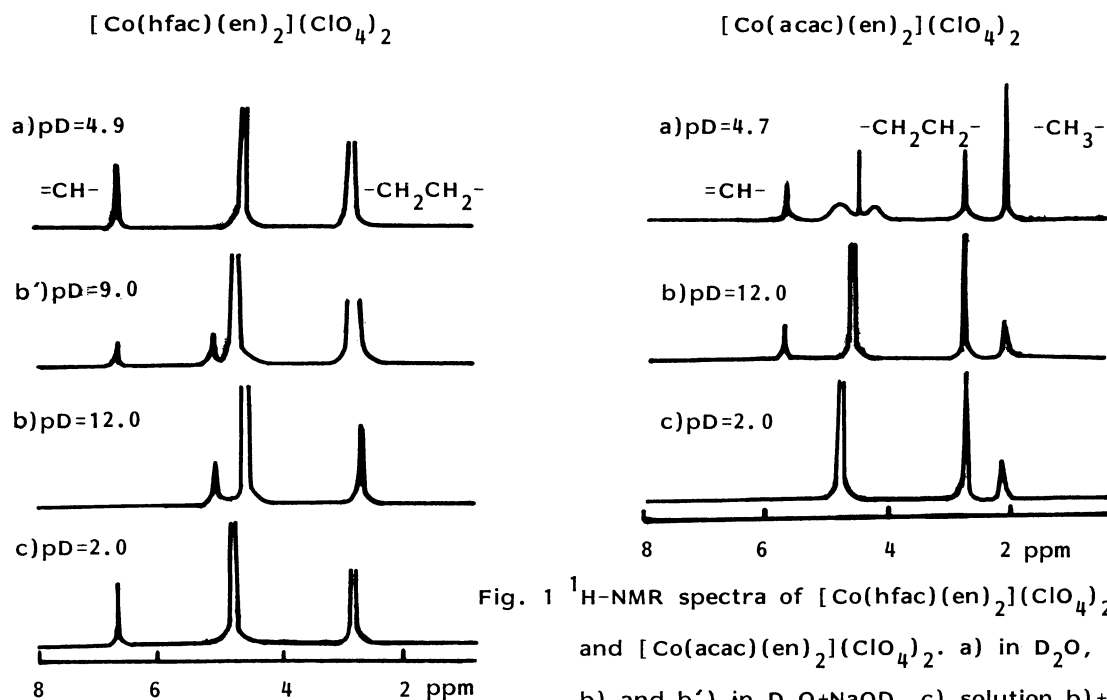 [Co(hfac)(en)2](ClO4)2
a)pD=4.9
=CH-
-CH2CH2-
b′)pD=9.0
b)pD=12.0
c)pD=2.0
8 6 4 2 ppm
[Co(acac)(en)2](ClO4)2
a)pD=4.7
-CH2CH2-
-CH3-
=CH-
b)pD=12.0
c)pD=2.0
8 6 4 2 ppm
Fig. 1 1H-NMR spectra of [Co(hfac)(en)2](ClO4)2
and [Co(acac)(en)2](ClO4)2. a) in D2O,
b) and b′) in D2O+NaOD, c) solution b)+